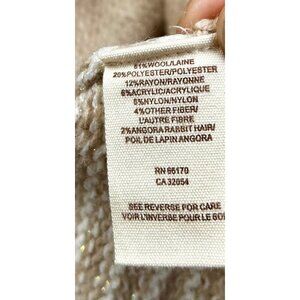 WOOL/LAINE
20%POLYESTER/POLYESTER
12%RAYON/RAYONNE
6%ACRYLIC/ACRYLIQUE
5%NYLON/NYLON
4%OTHER FIBER/
L'AUTRE FIBRE
2%ANGORA RABBIT HAIR/
POIL DE LAPIN ANGORA
RN 66170
CA 32054
SEE REVERSE FOR CARE
VOIR L'INVERSE POUR LE